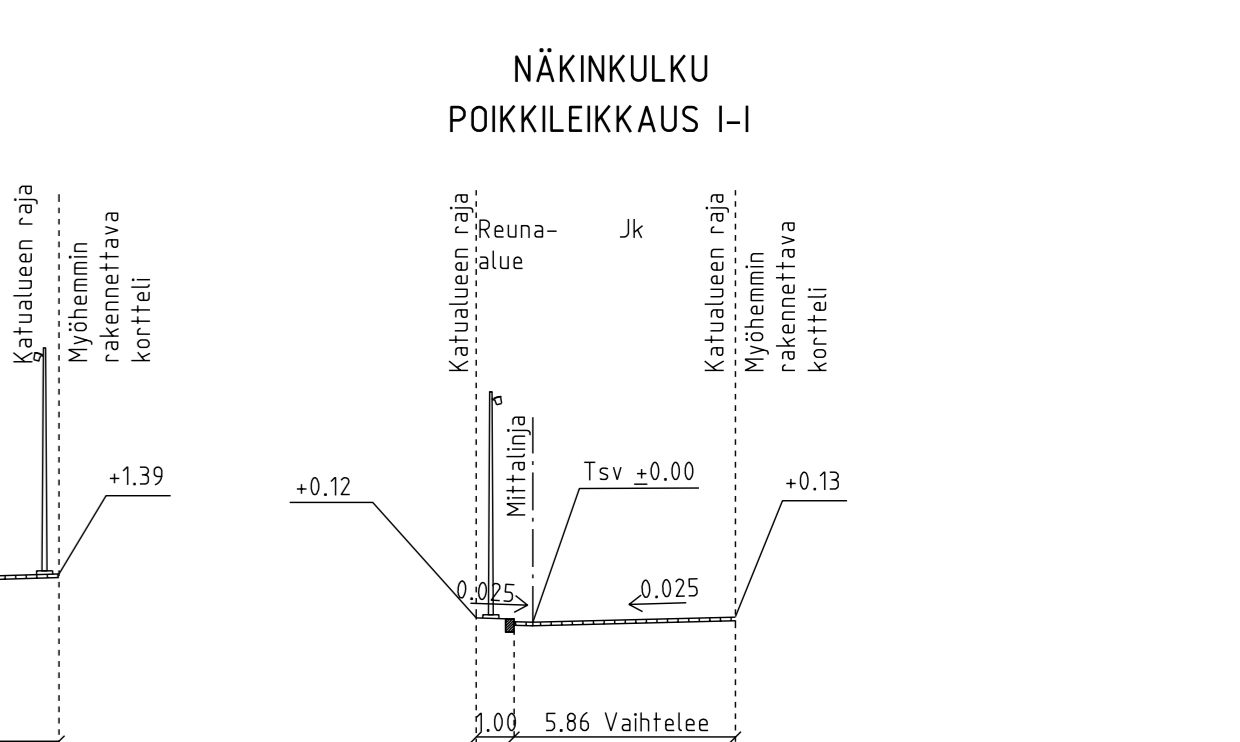 NÄKINKULKU
POIKKILEIKKAUS I-I
Katualueen raja
Myöhemmin
rakennettava
kortteli
+1.39
Katualueen raja
Reuna-
alue
Jk
Katualueen raja
Myöhemmin
rakennettava
kortteli
Mittalinja
+0.12
Tsv ±0.00
+0.13
0.025
0.025
1.00
5.86 Vaihtelee